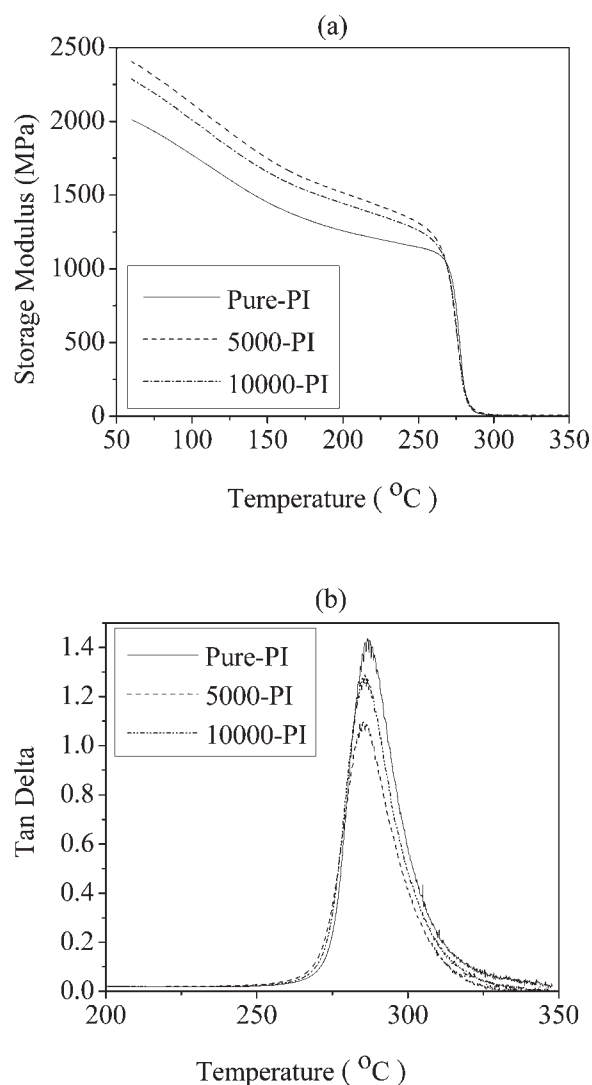 (a)
2500
2000
1500
1000
500
0
Storage Modulus (MPa)
Pure-PI
5000-PI
10000-PI
50 100 150 200 250 300 350
Temperature ( °C )
(b)
1.4
1.2
1.0
0.8
0.6
0.4
0.2
0.0
Tan Delta
Pure-PI
5000-PI
10000-PI
200 250 300 350
Temperature ( °C )